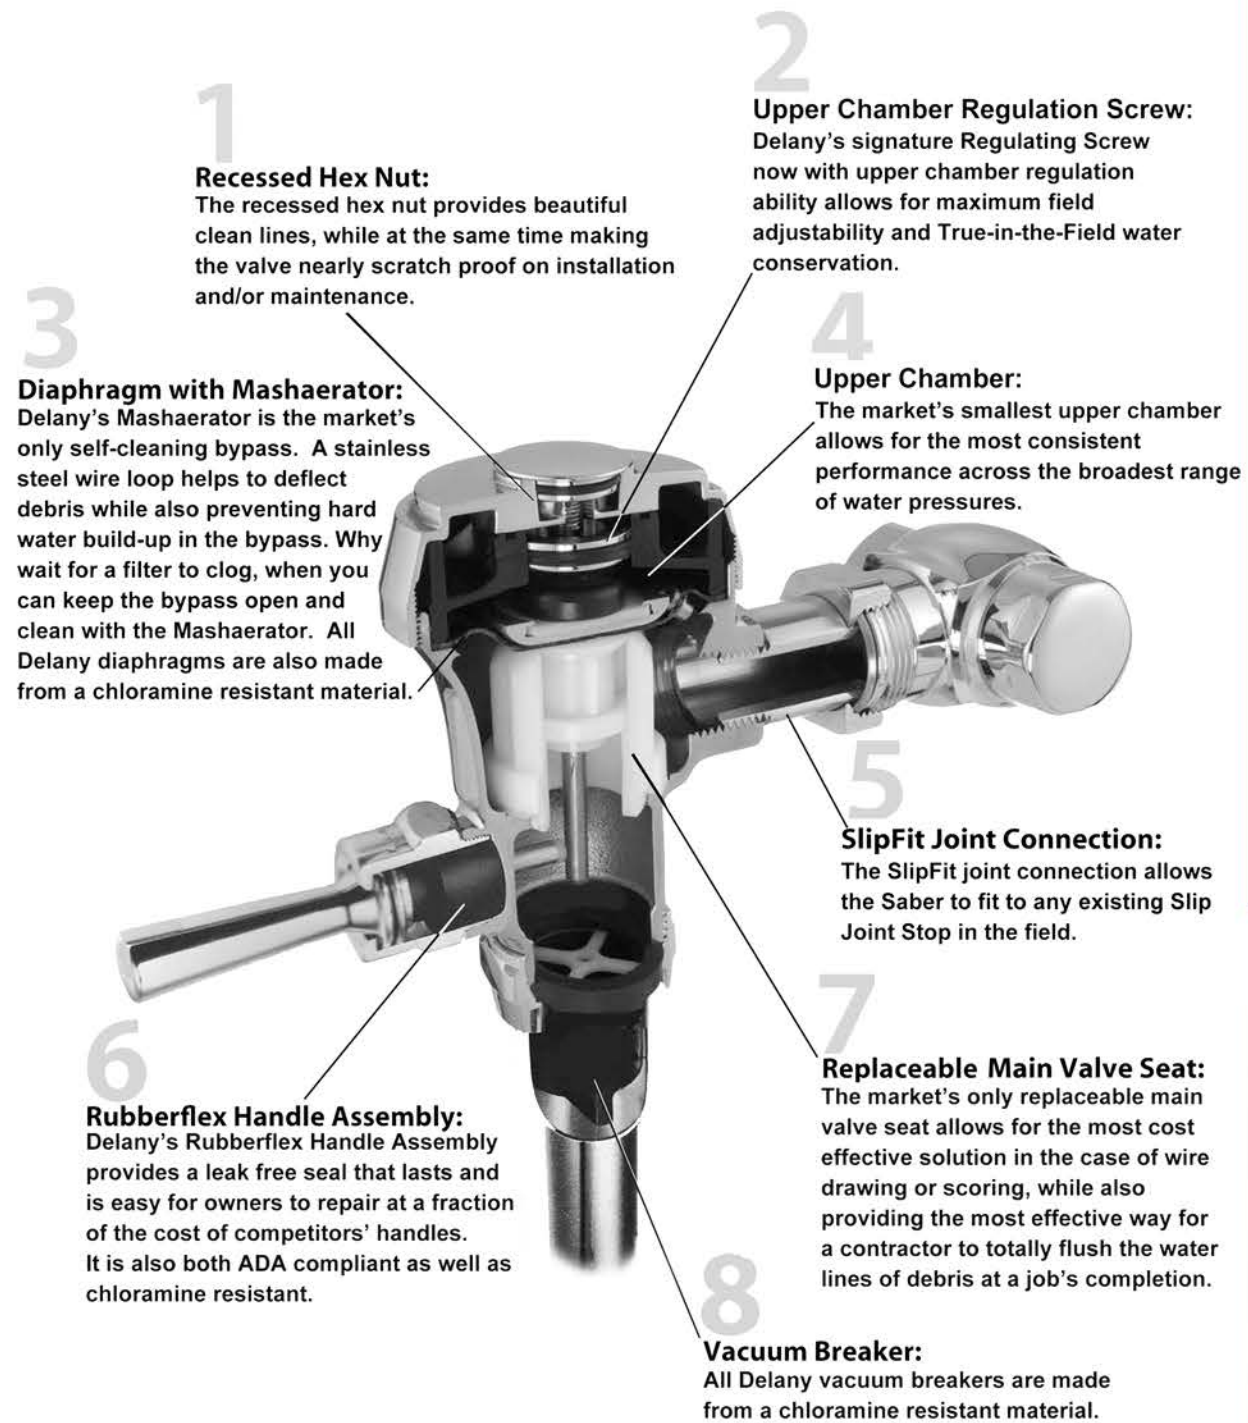 1
Recessed Hex Nut:
The recessed hex nut provides beautiful
clean lines, while at the same time making
the valve nearly scratch proof on installation
and/or maintenance.
2
Upper Chamber Regulation Screw:
Delany's signature Regulating Screw
now with upper chamber regulation
ability allows for maximum field
adjustability and True-in-the-Field water
conservation.
3
Diaphragm with Mashaerator:
Delany's Mashaerator is the market's
only self-cleaning bypass. A stainless
steel wire loop helps to deflect
debris while also preventing hard
water build-up in the bypass. Why
wait for a filter to clog, when you
can keep the bypass open and
clean with the Mashaerator. All
Delany diaphragms are also made
from a chloramine resistant material.
4
Upper Chamber:
The market's smallest upper chamber
allows for the most consistent
performance across the broadest range
of water pressures.
5
SlipFit Joint Connection:
The SlipFit joint connection allows
the Saber to fit to any existing Slip
Joint Stop in the field.
6
Rubberflex Handle Assembly:
Delany's Rubberflex Handle Assembly
provides a leak free seal that lasts and
is easy for owners to repair at a fraction
of the cost of competitors' handles.
It is also both ADA compliant as well as
chloramine resistant.
7
Replaceable Main Valve Seat:
The market's only replaceable main
valve seat allows for the most cost
effective solution in the case of wire
drawing or scoring, while also
providing the most effective way for
a contractor to totally flush the water
lines of debris at a job's completion.
8
Vacuum Breaker:
All Delany vacuum breakers are made
from a chloramine resistant material.